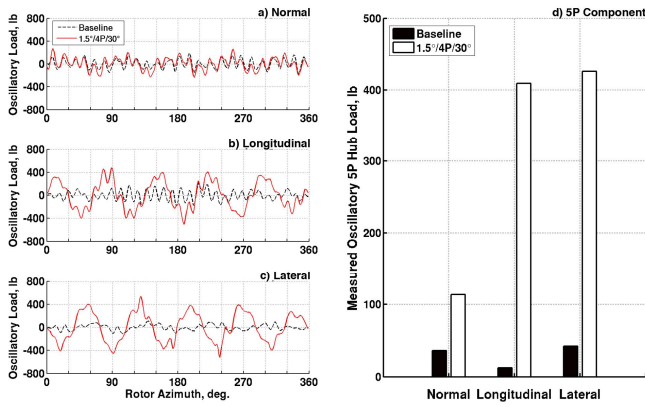 a) Normal
800
400
0
-400
-800
Oscillatory Load, lb
Baseline
1.5°/4P/30°
0 90 180 270 360
b) Longitudinal
800
400
0
-400
800
Oscillatory Load, lb
0 90 180 270 360
c) Lateral
800
400
0
-400
-800
Oscillatory Load, lb
0 90 180 270 360
Rotor Azimuth, deg.
d) 5P Component
500
400
300
200
100
0
Measured Oscillatory 5P Hub Load, lb
Baseline
1.5°/4P/30°
Normal Longitudinal Lateral